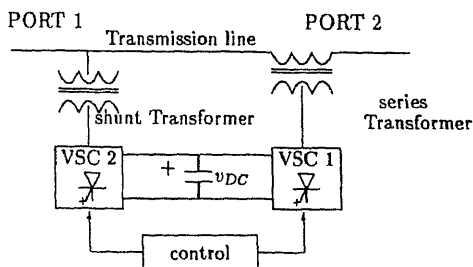 PORT 1
PORT 2
Transmission line
shunt Transformer
series
Transformer
VSC 2
+
vDC
VSC 1
+
+
control